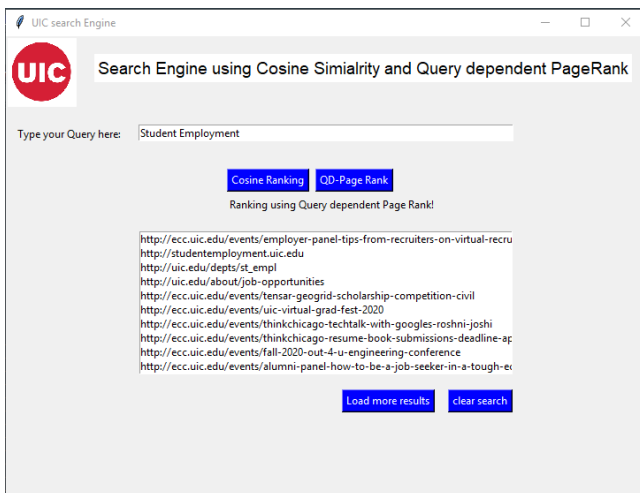 UIC search Engine
UIC
Search Engine using Cosine Simialrity and Query dependent PageRank
Type your Query here:
Student Employment
Cosine Ranking
QD-Page Rank
Ranking using Query dependent Page Rank!
http://ecc.uic.edu/events/employer-panel-tips-from-recruiters-on-virtual-recru
http://studentemployment.uic.edu
http://uic.edu/depts/st_empl
http://uic.edu/about/job-opportunities
http://ecc.uic.edu/events/tensar-geogrid-scholarship-competition-civil
http://ecc.uic.edu/events/uic-virtual-grad-fest-2020
http://ecc.uic.edu/events/thinkchicago-techtalk-with-googles-roshni-joshi
http://ecc.uic.edu/events/thinkchicago-resume-book-submissions-deadline-ap
http://ecc.uic.edu/events/fall-2020-out-4-u-engineering-conference
http://ecc.uic.edu/events/alumni-panel-how-to-be-a-job-seeker-in-a-tough-ec
Load more results
clear search